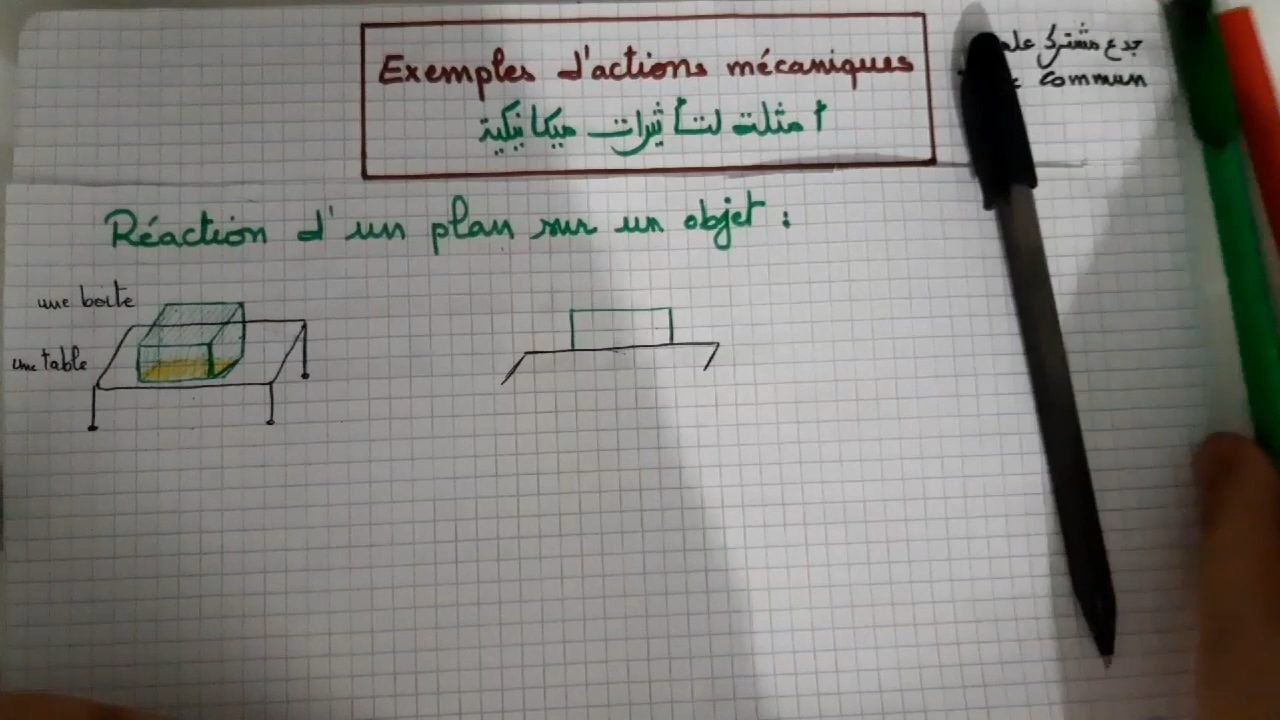 Exemples d'actions mécaniques
أمثلة لتأثيرات ميكانيكية
جدع مشترك
commun
Réaction d'un plan sur un objet :
une boite
une table